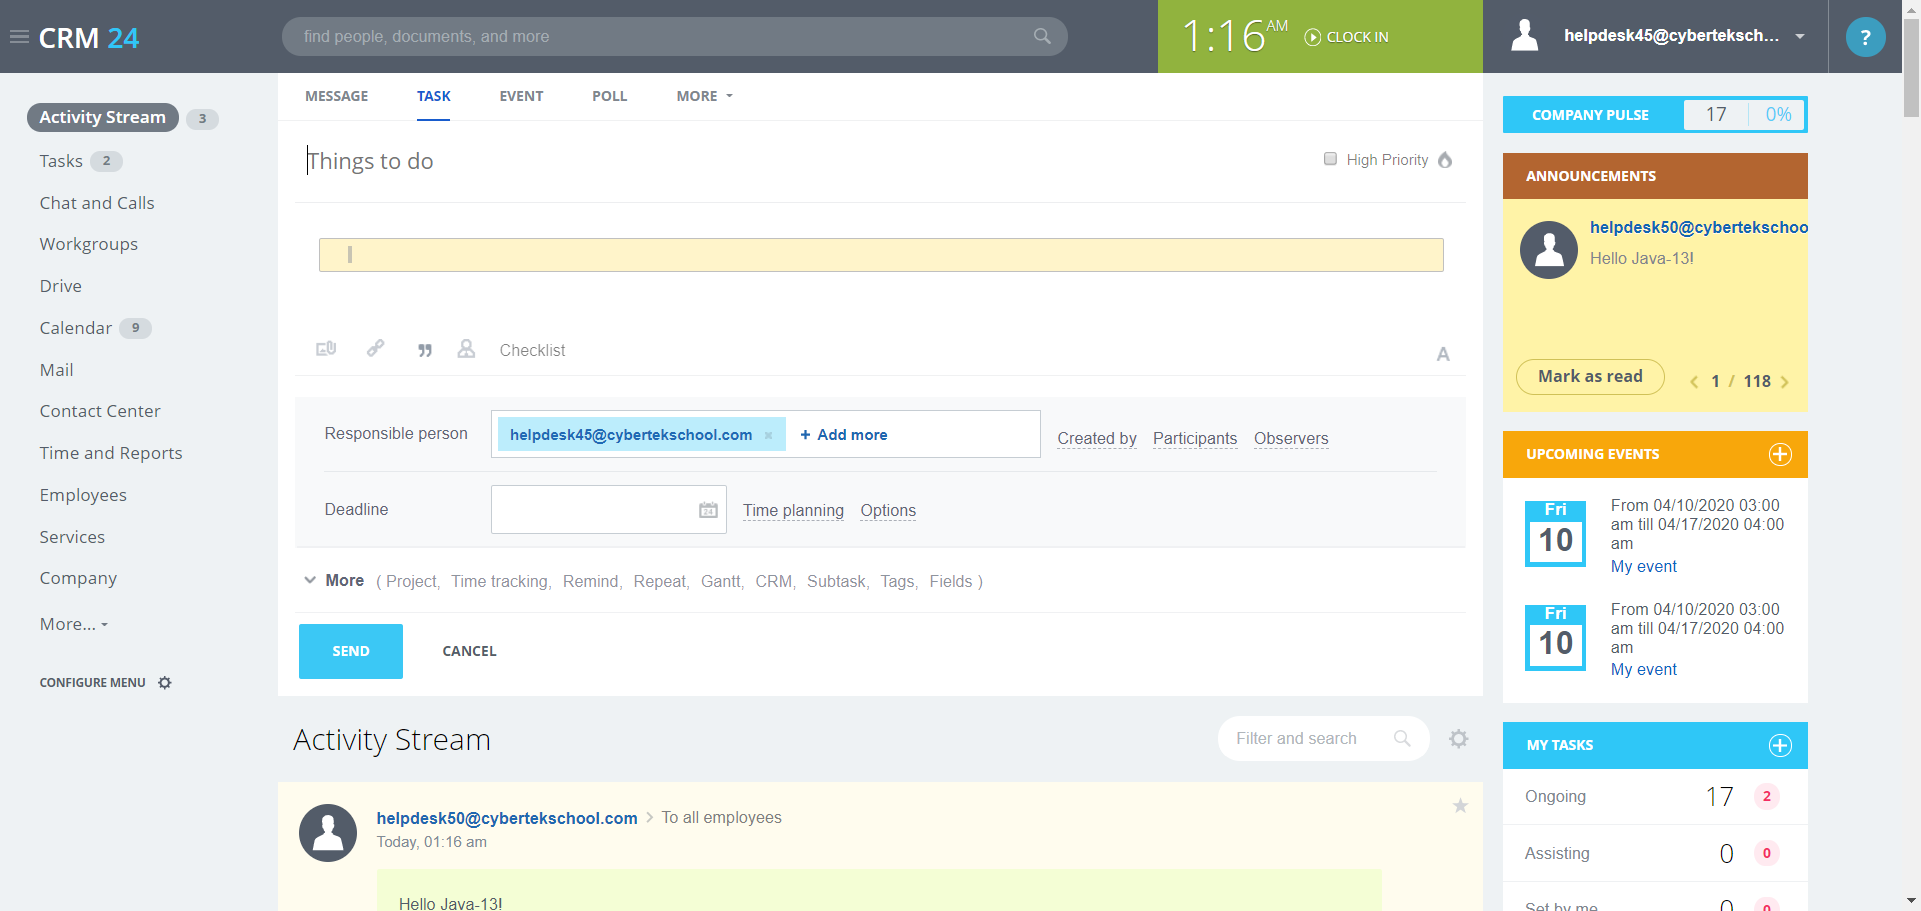 CRM 24
find people, documents, and more
1:16 AM
CLOCK IN
helpdesk45@cyberteksch...
?
Activity Stream 3
Tasks 2
Chat and Calls
Workgroups
Drive
Calendar 9
Mail
Contact Center
Time and Reports
Employees
Services
Company
More...
CONFIGURE MENU
MESSAGE TASK EVENT POLL MORE
Things to do
High Priority
Checklist
A
Responsible person
helpdesk45@cybertekschool.com × + Add more
Created by Participants Observers
Deadline
24
Time planning Options
More ( Project, Time tracking, Remind, Repeat, Gantt, CRM, Subtask, Tags, Fields )
SEND CANCEL
Activity Stream
Filter and search
helpdesk50@cybertekschool.com > To all employees
Today, 01:16 am
Hello Java-13!
COMPANY PULSE 17 0%
ANNOUNCEMENTS
helpdesk50@cybertekschoo
Hello Java-13!
Mark as read
1 / 118
UPCOMING EVENTS
Fri
10
From 04/10/2020 03:00
am till 04/17/2020 04:00
am
My event
Fri
10
From 04/10/2020 03:00
am till 04/17/2020 04:00
am
My event
MY TASKS
Ongoing 17 2
Assisting 0 0
Set by me 0 0